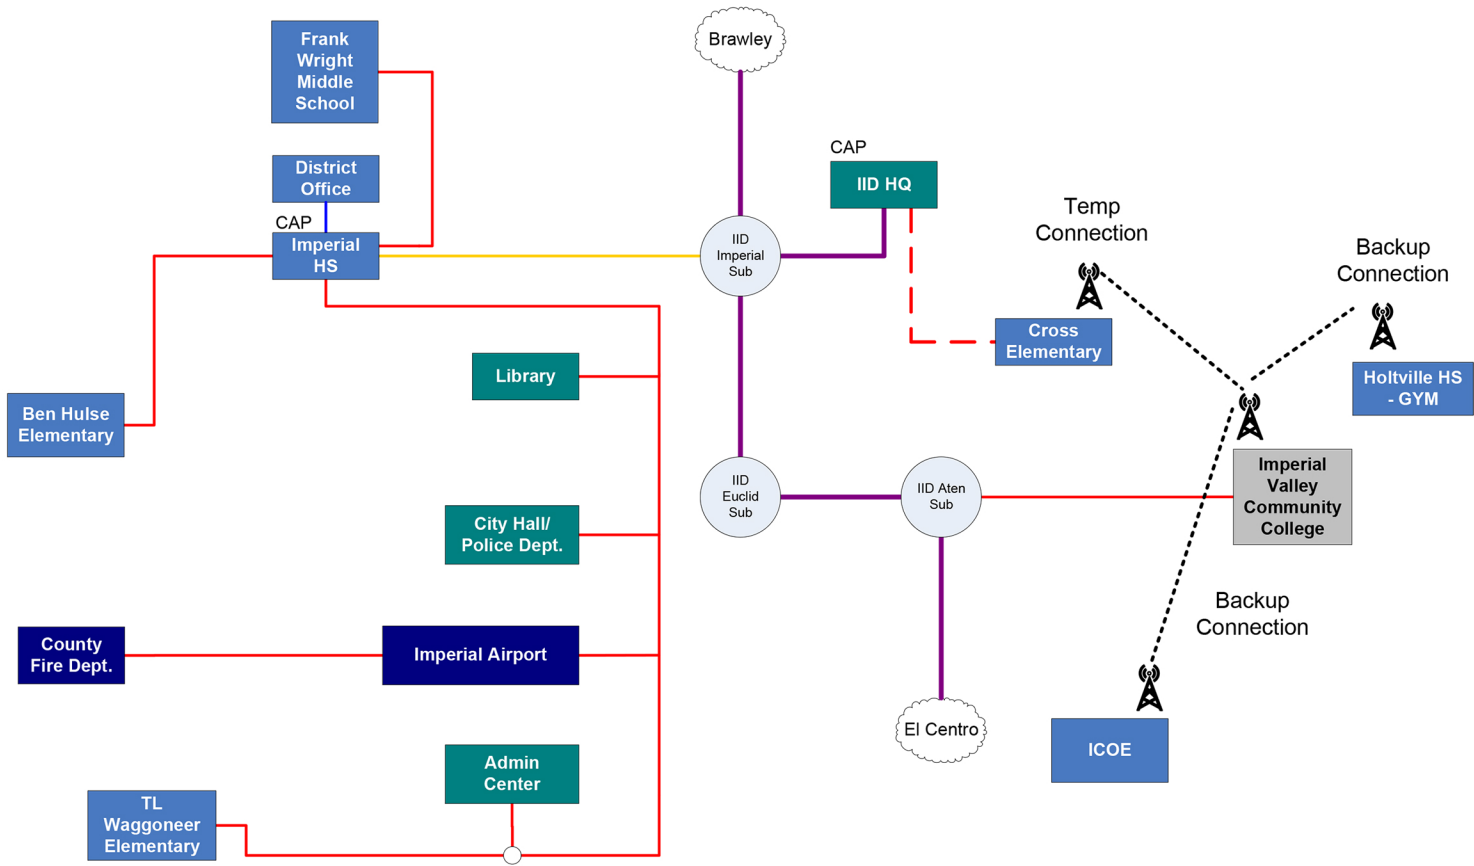 Frank
Wright
Middle
School
Brawley
CAP
IID HQ
District
Office
CAP
Imperial
HS
IID
Imperial
Sub
Temp
Connection
Backup
Connection
Cross
Elementary
Holtville HS
- GYM
Library
Ben Hulse
Elementary
IID
Euclid
Sub
IID Aten
Sub
Imperial
Valley
Community
College
City Hall/
Police Dept.
Backup
Connection
County
Fire Dept.
Imperial Airport
El Centro
ICOE
Admin
Center
TL
Waggoneer
Elementary